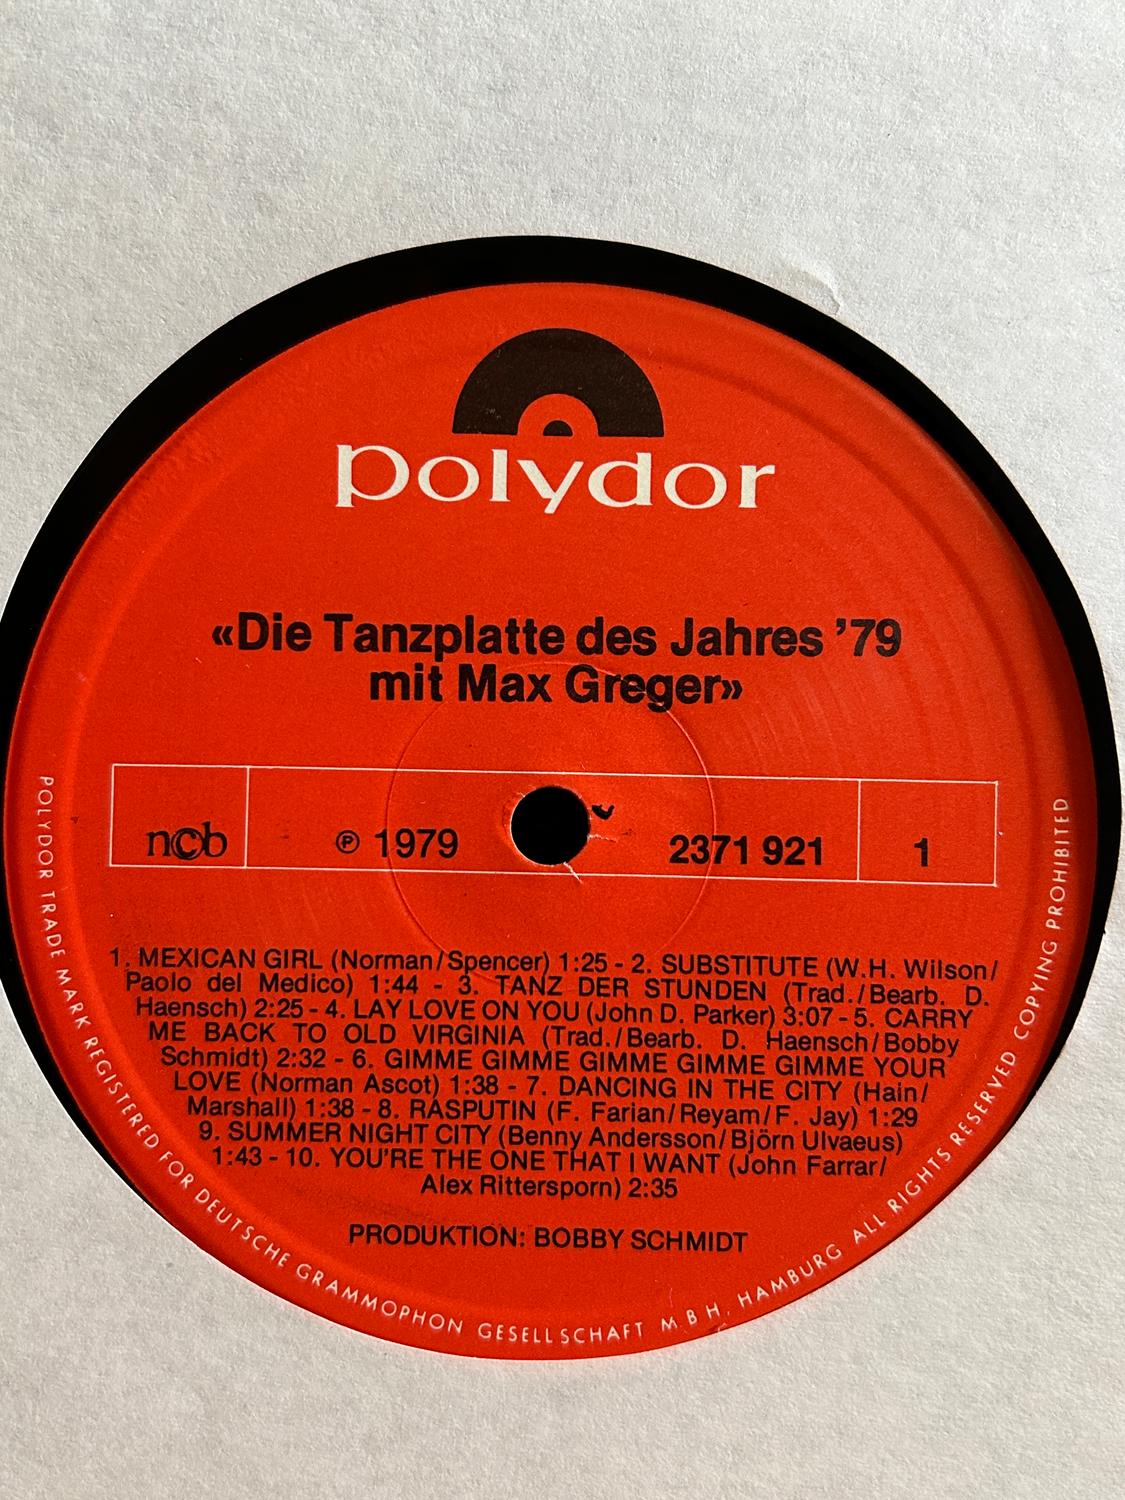 polydor
«Die Tanzplatte des Jahres ’79
mit Max Greger»
ncb
℗ 1979
2371 921
1
1. MEXICAN GIRL (Norman/Spencer) 1:25 - 2. SUBSTITUTE (W.H. Wilson/
Paolo del Medico) 1:44 - 3. TANZ DER STUNDEN (Trad./Bearb. D.
Haensch) 2:25 - 4. LAY LOVE ON YOU (John D. Parker) 3:07 - 5. CARRY
ME BACK TO OLD VIRGINIA (Trad./Bearb. D. Haensch/Bobby
Schmidt) 2:32 - 6. GIMME GIMME GIMME GIMME GIMME YOUR
LOVE (Norman Ascot) 1:38 - 7. DANCING IN THE CITY (Hain/
Marshall) 1:38 - 8. RASPUTIN (F. Farian/Reyam/F. Jay) 1:29
9. SUMMER NIGHT CITY (Benny Andersson/Björn Ulvaeus)
1:43 - 10. YOU'RE THE ONE THAT I WANT (John Farrar/
Alex Rittersporn) 2:35
PRODUKTION: BOBBY SCHMIDT
POLYDOR TRADE MARK REGISTERED FOR DEUTSCHE GRAMMOPHON GESELLSCHAFT M.B.H. HAMBURG ALL RIGHTS RESERVED COPYING PROHIBITED